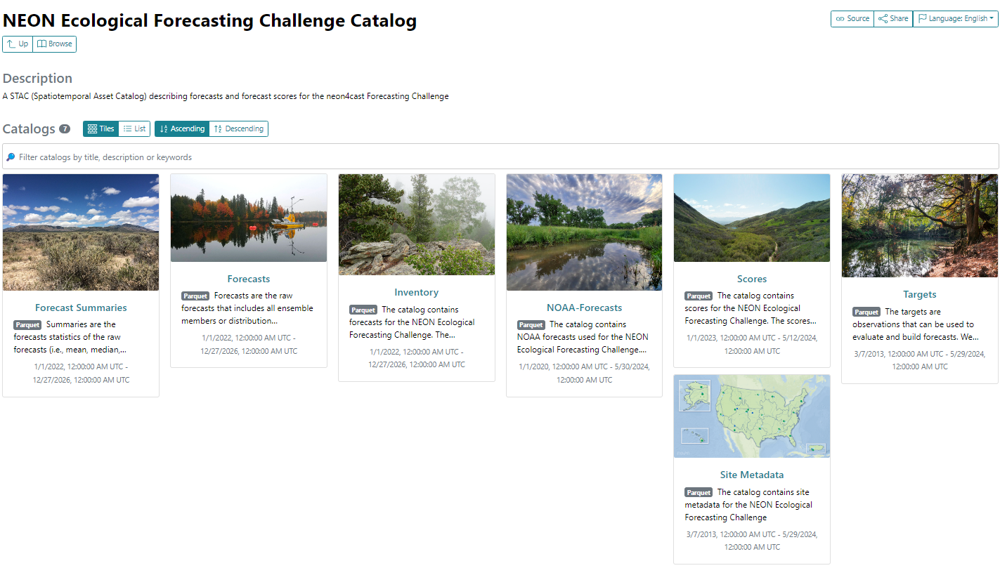 NEON Ecological Forecasting Challenge Catalog
Source
Share
Language: English
Up
Browse
Description
A STAC (Spatiotemporal Asset Catalog) describing forecasts and forecast scores for the neon4cast Forecasting Challenge
Catalogs 7
Tiles
List
Ascending
Descending
Filter catalogs by title, description or keywords
Forecast Summaries
Parquet Summaries are the
forecasts statistics of the raw
forecasts (i.e., mean, median,...
1/1/2022, 12:00:00 AM UTC -
12/27/2026, 12:00:00 AM UTC
Forecasts
Parquet Forecasts are the raw
forecasts that includes all ensemble
members or distribution...
1/1/2022, 12:00:00 AM UTC -
12/27/2026, 12:00:00 AM UTC
Inventory
Parquet The catalog contains
forecasts for the NEON Ecological
Forecasting Challenge. The...
1/1/2022, 12:00:00 AM UTC -
12/27/2026, 12:00:00 AM UTC
NOAA-Forecasts
Parquet The catalog contains
NOAA forecasts used for the NEON
Ecological Forecasting Challenge....
1/1/2020, 12:00:00 AM UTC - 5/30/2024,
12:00:00 AM UTC
Scores
Parquet The catalog contains
scores for the NEON Ecological
Forecasting Challenge. The scores...
1/1/2023, 12:00:00 AM UTC - 5/12/2024,
12:00:00 AM UTC
Targets
Parquet The targets are
observations that can be used to
evaluate and build forecasts. We...
3/7/2013, 12:00:00 AM UTC - 5/29/2024,
12:00:00 AM UTC
Site Metadata
Parquet The catalog contains site
metadata for the NEON Ecological
Forecasting Challenge
3/7/2013, 12:00:00 AM UTC - 5/29/2024,
12:00:00 AM UTC